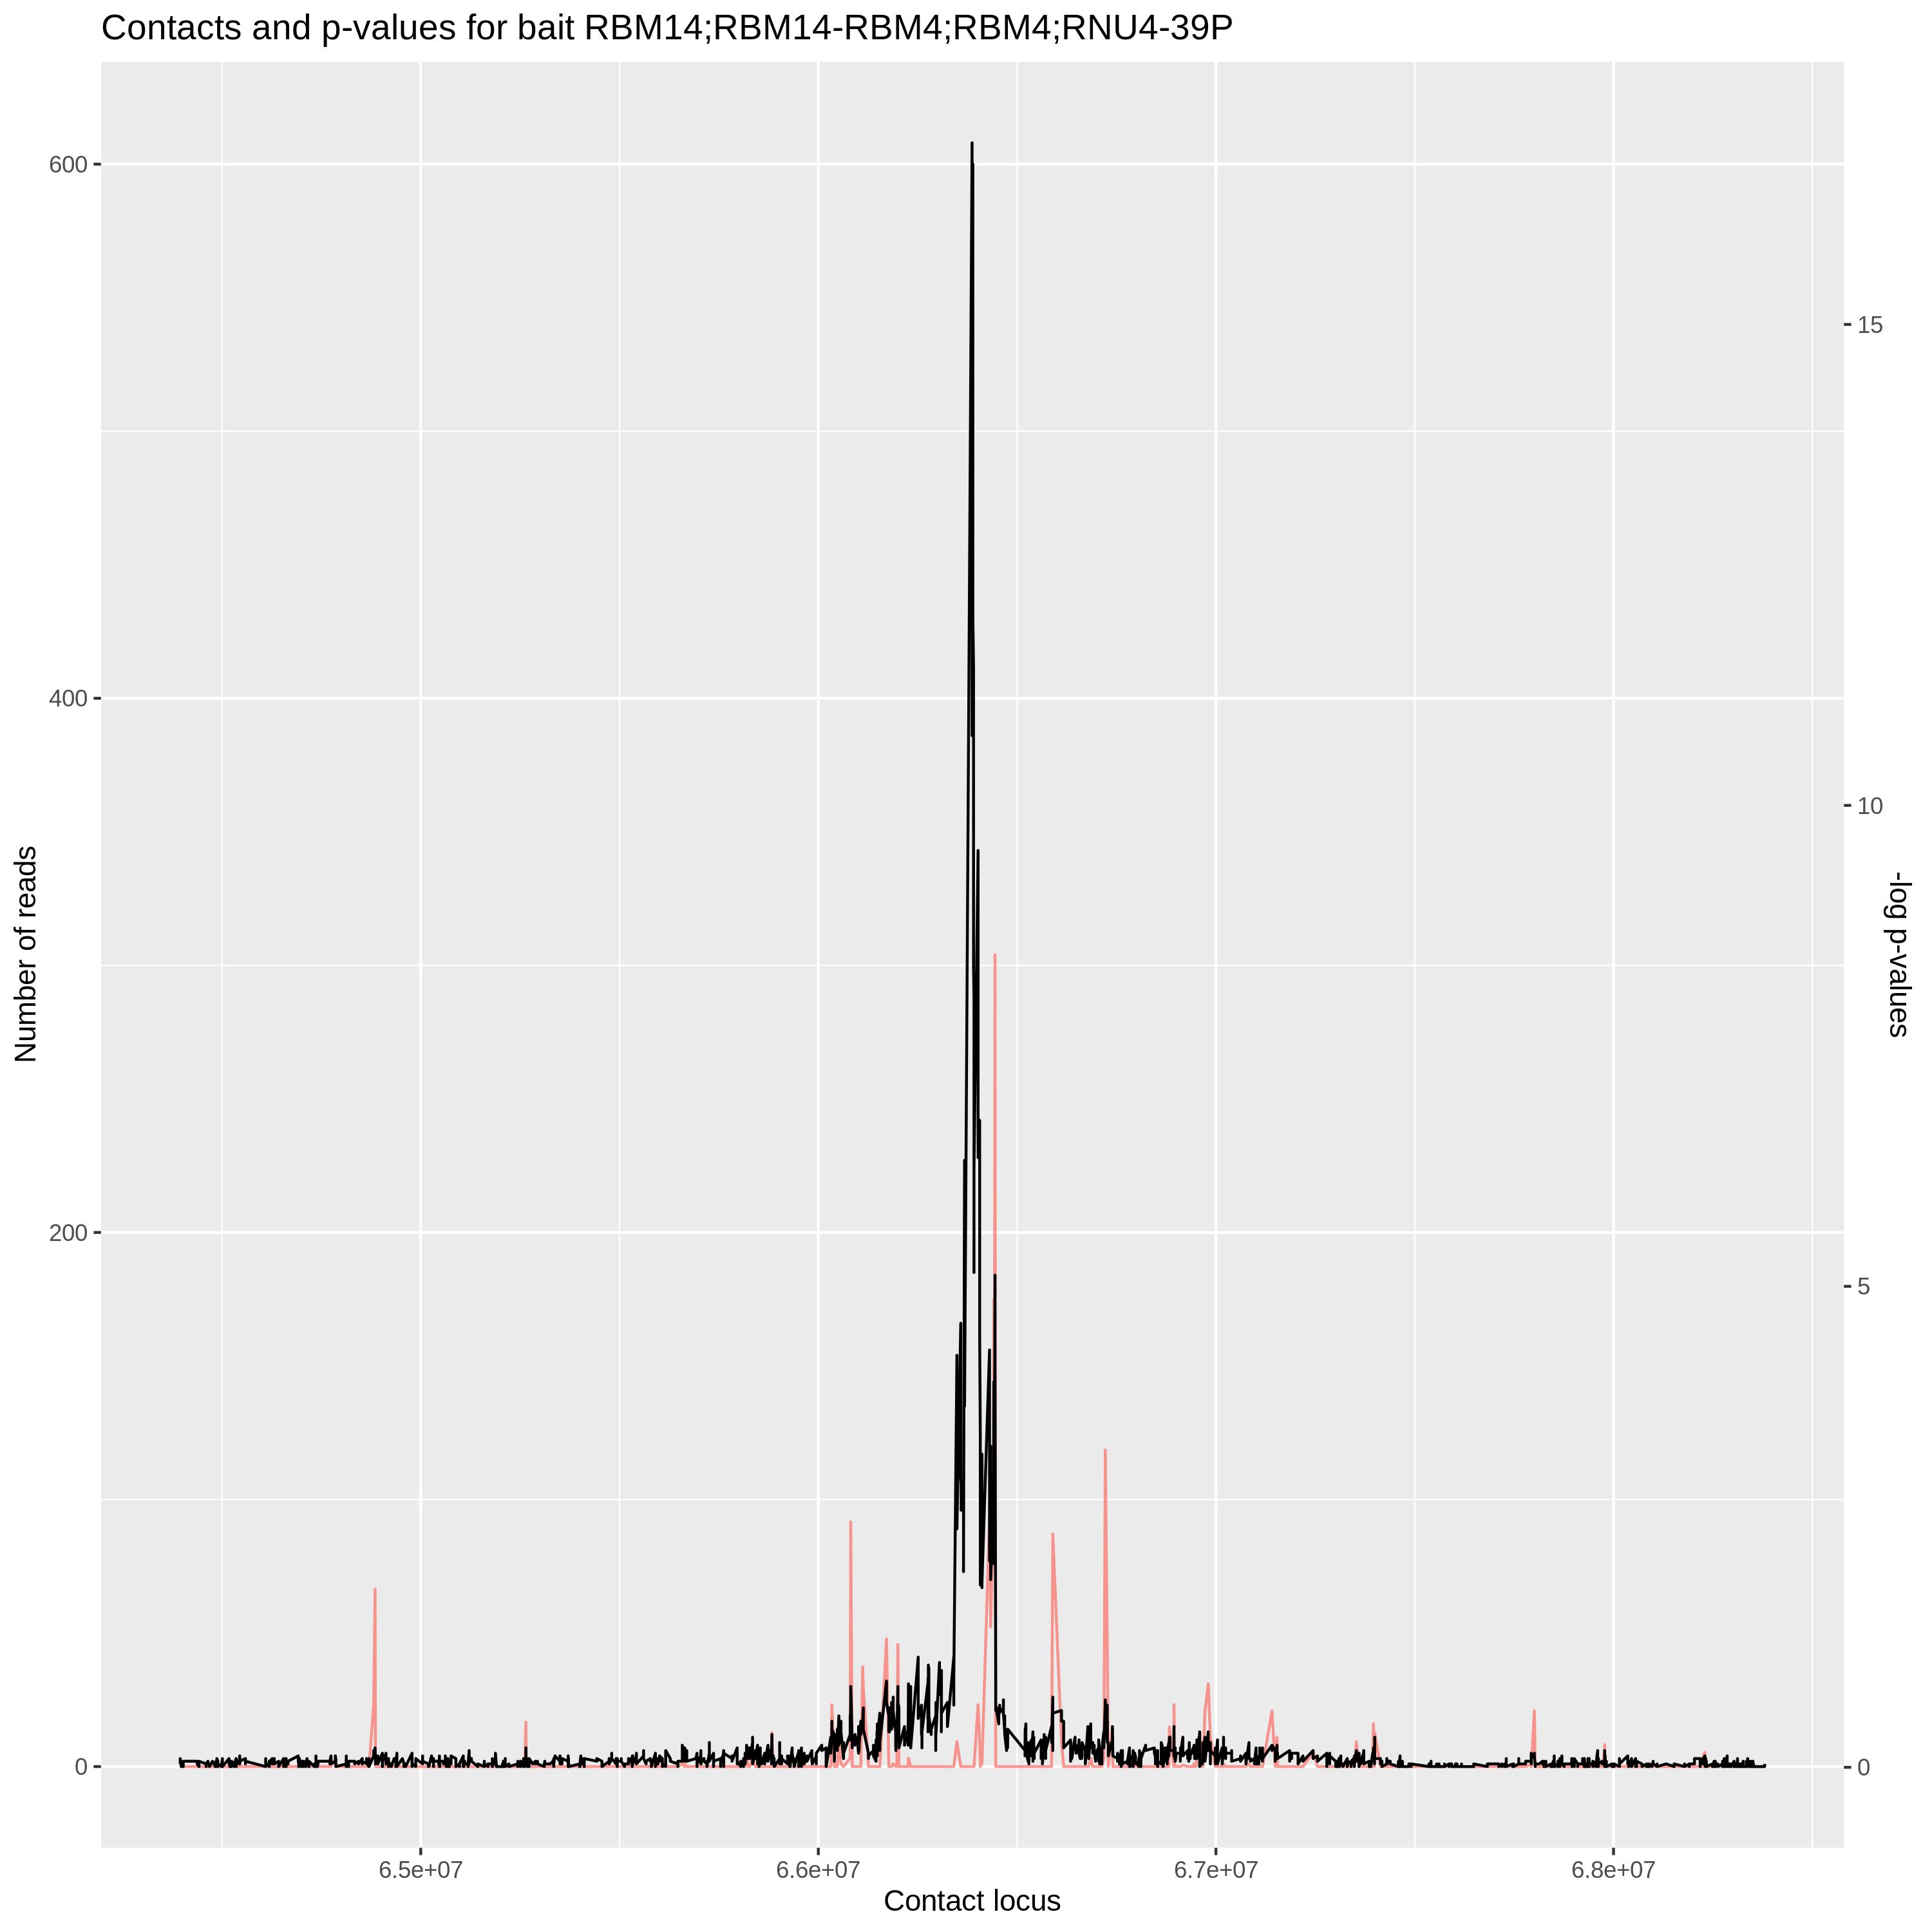 Contacts and p-values for bait RBM14;RBM14-RBM4;RBM4;RNU4-39P
600
400
200
0
Number of reads
15
10
5
0
-log p-values
6.5e+07
6.6e+07
6.7e+07
6.8e+07
Contact locus